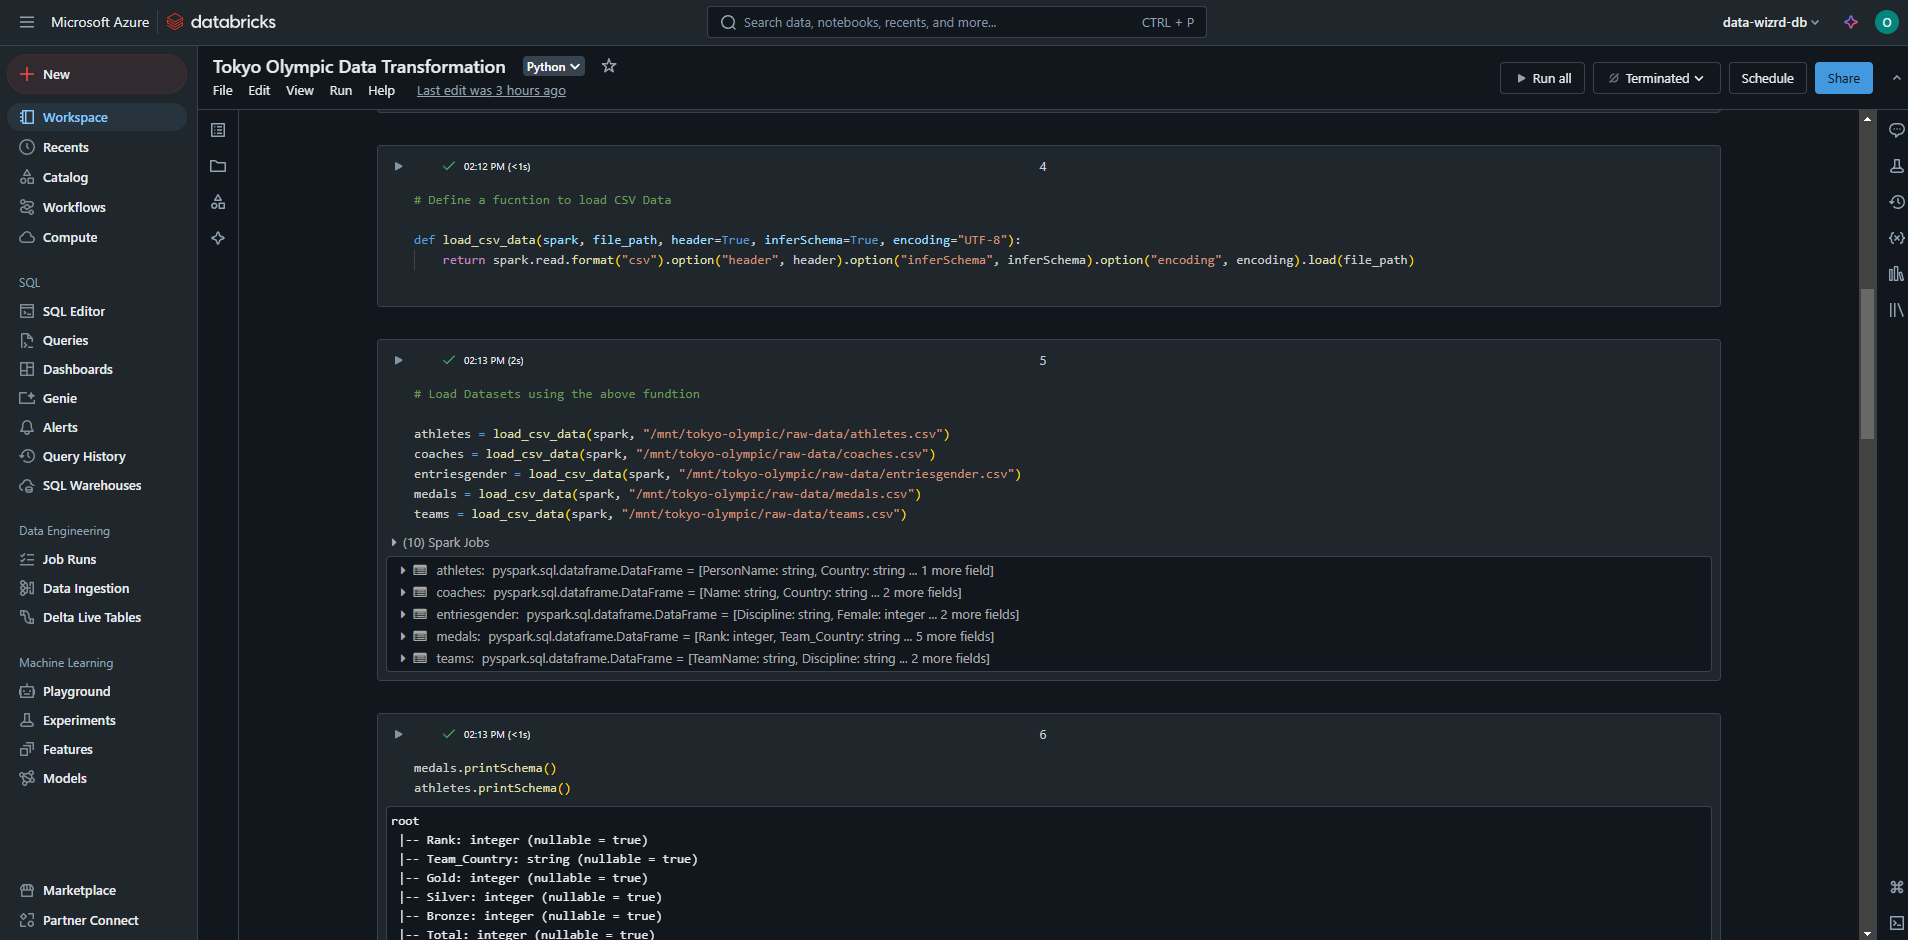 Microsoft Azure databricks
Search data, notebooks, recents, and more... CTRL + P
data-wizrd-db
O
New
Workspace
Recents
Catalog
Workflows
Compute
SQL
SQL Editor
Queries
Dashboards
Genie
Alerts
Query History
SQL Warehouses
Data Engineering
Job Runs
Data Ingestion
Delta Live Tables
Machine Learning
Playground
Experiments
Features
Models
Marketplace
Partner Connect
Tokyo Olympic Data Transformation Python
File Edit View Run Help Last edit was 3 hours ago
Run all Terminated Schedule Share
02:12 PM (<1s) 4
# Define a fucntion to load CSV Data
def load_csv_data(spark, file_path, header=True, inferSchema=True, encoding="UTF-8"):
return spark.read.format("csv").option("header", header).option("inferSchema", inferSchema).option("encoding", encoding).load(file_path)
02:13 PM (2s) 5
# Load Datasets using the above fundtion
athletes = load_csv_data(spark, "/mnt/tokyo-olympic/raw-data/athletes.csv")
coaches = load_csv_data(spark, "/mnt/tokyo-olympic/raw-data/coaches.csv")
entriesgender = load_csv_data(spark, "/mnt/tokyo-olympic/raw-data/entriesgender.csv")
medals = load_csv_data(spark, "/mnt/tokyo-olympic/raw-data/medals.csv")
teams = load_csv_data(spark, "/mnt/tokyo-olympic/raw-data/teams.csv")
(10) Spark Jobs
athletes: pyspark.sql.dataframe.DataFrame = [PersonName: string, Country: string ... 1 more field]
coaches: pyspark.sql.dataframe.DataFrame = [Name: string, Country: string ... 2 more fields]
entriesgender: pyspark.sql.dataframe.DataFrame = [Discipline: string, Female: integer ... 2 more fields]
medals: pyspark.sql.dataframe.DataFrame = [Rank: integer, Team_Country: string ... 5 more fields]
teams: pyspark.sql.dataframe.DataFrame = [TeamName: string, Discipline: string ... 2 more fields]
02:13 PM (<1s) 6
medals.printSchema()
athletes.printSchema()
root
|-- Rank: integer (nullable = true)
|-- Team_Country: string (nullable = true)
|-- Gold: integer (nullable = true)
|-- Silver: integer (nullable = true)
|-- Bronze: integer (nullable = true)
|-- Total: integer (nullable = true)